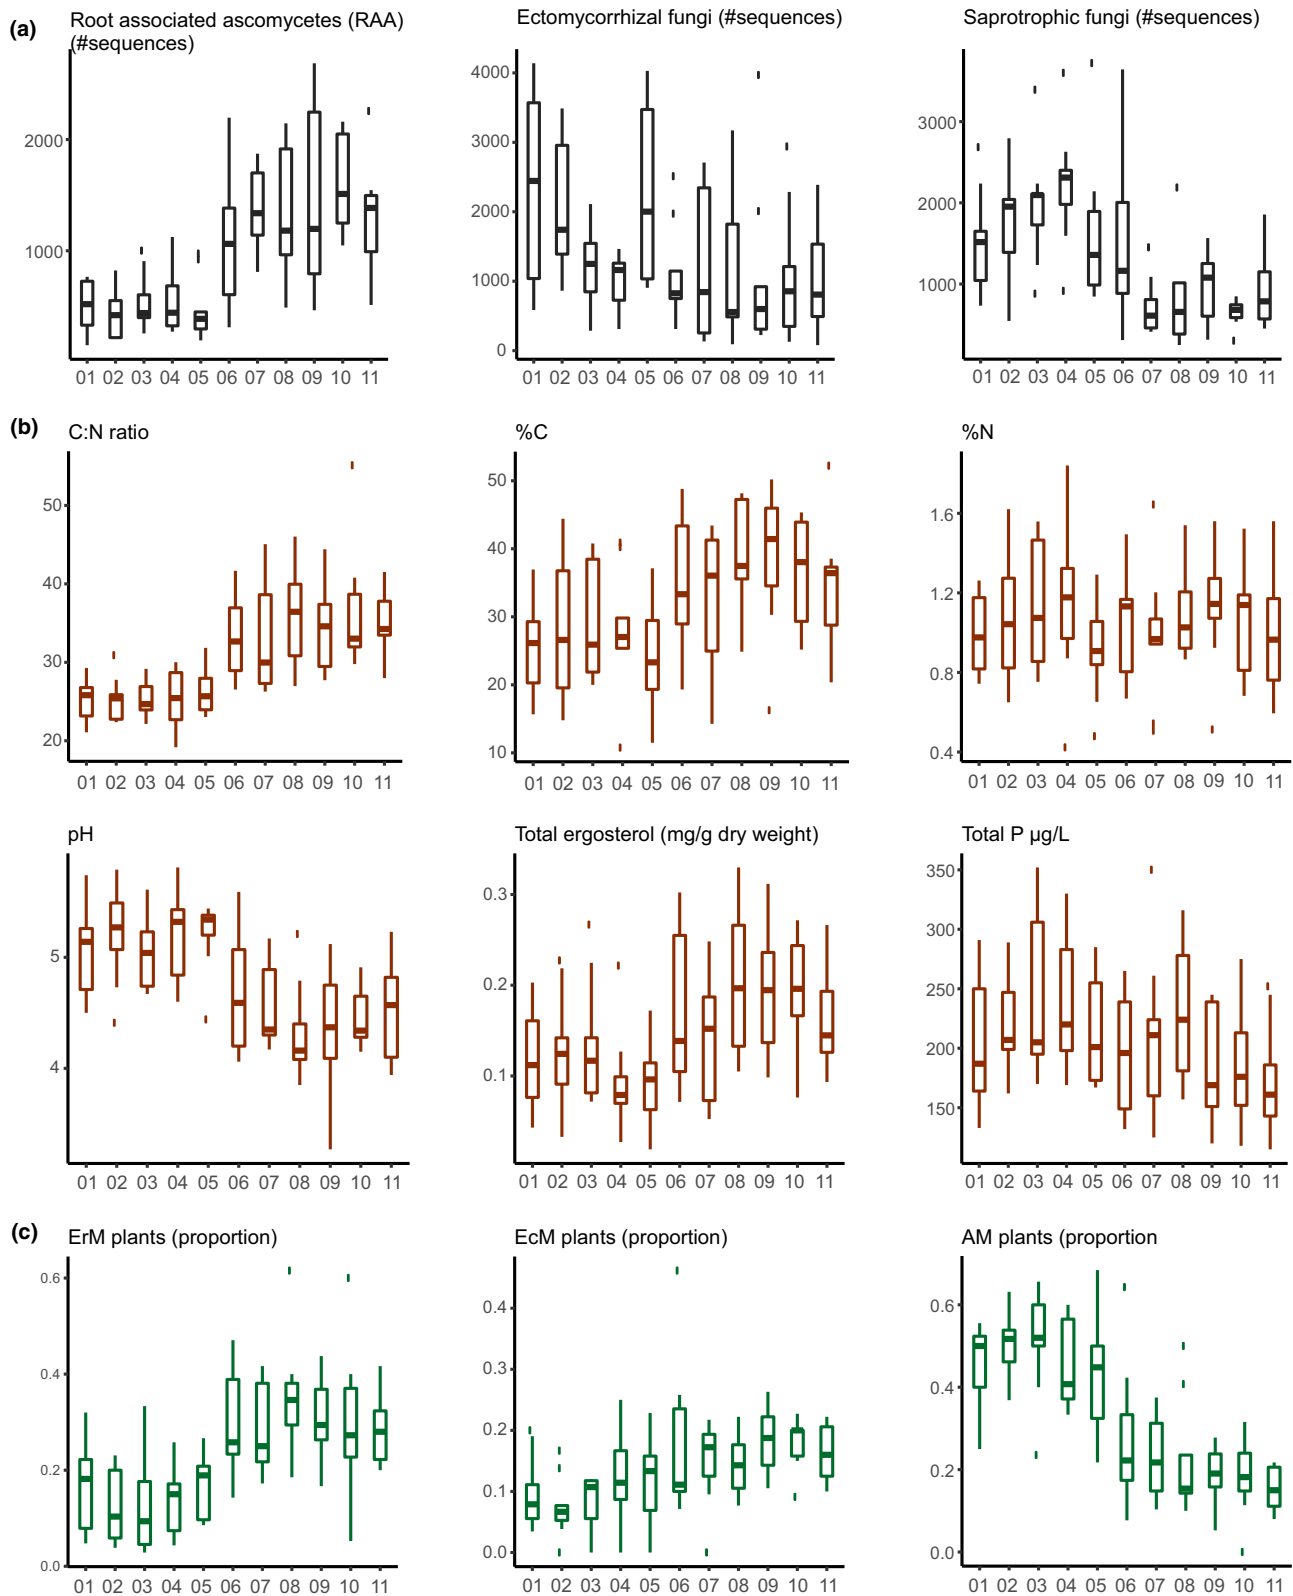 (a)
Root associated ascomycetes (RAA)
(#sequences)
2000
1000
01 02 03 04 05 06 07 08 09 10 11
Ectomycorrhizal fungi (#sequences)
4000
3000
2000
1000
0
01 02 03 04 05 06 07 08 09 10 11
Saprotrophic fungi (#sequences)
3000
2000
1000
01 02 03 04 05 06 07 08 09 10 11
(b)
C:N ratio
50
40
30
20
01 02 03 04 05 06 07 08 09 10 11
%C
50
40
30
20
10
01 02 03 04 05 06 07 08 09 10 11
%N
1.6
1.2
0.8
0.4
01 02 03 04 05 06 07 08 09 10 11
pH
5
4
01 02 03 04 05 06 07 08 09 10 11
Total ergosterol (mg/g dry weight)
0.3
0.2
0.1
01 02 03 04 05 06 07 08 09 10 11
Total P µg/L
350
300
250
200
150
01 02 03 04 05 06 07 08 09 10 11
(c)
ErM plants (proportion)
0.6
0.4
0.2
0.0
01 02 03 04 05 06 07 08 09 10 11
EcM plants (proportion)
0.4
0.3
0.2
0.1
0.0
01 02 03 04 05 06 07 08 09 10 11
AM plants (proportion
0.6
0.4
0.2
0.0
01 02 03 04 05 06 07 08 09 10 11